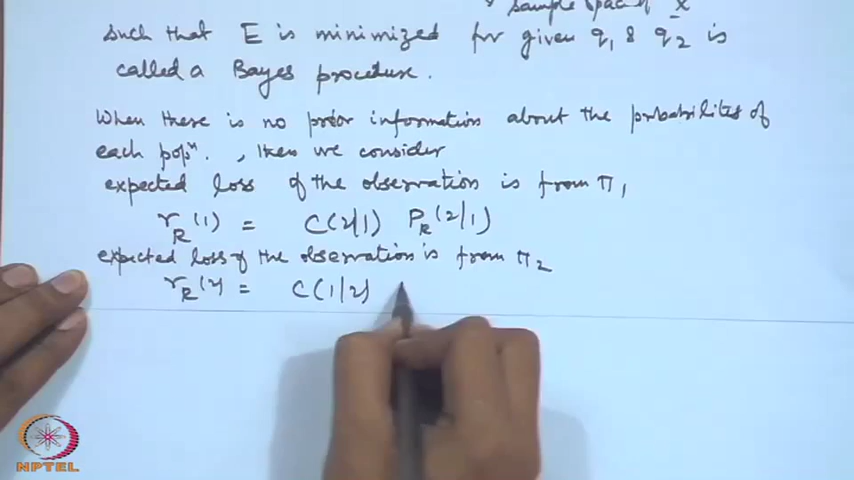 sample space of x
such that E is minimized for given q1 & q2 is
called a Bayes procedure.
When there is no prior information about the probabilites of
each popⁿ. , then we consider
expected loss of the observation is from π1
rR(1) = C(2|1) PR(2|1)
expected loss of the observation is from π2
rR(2) = C(1|2)
NPTEL